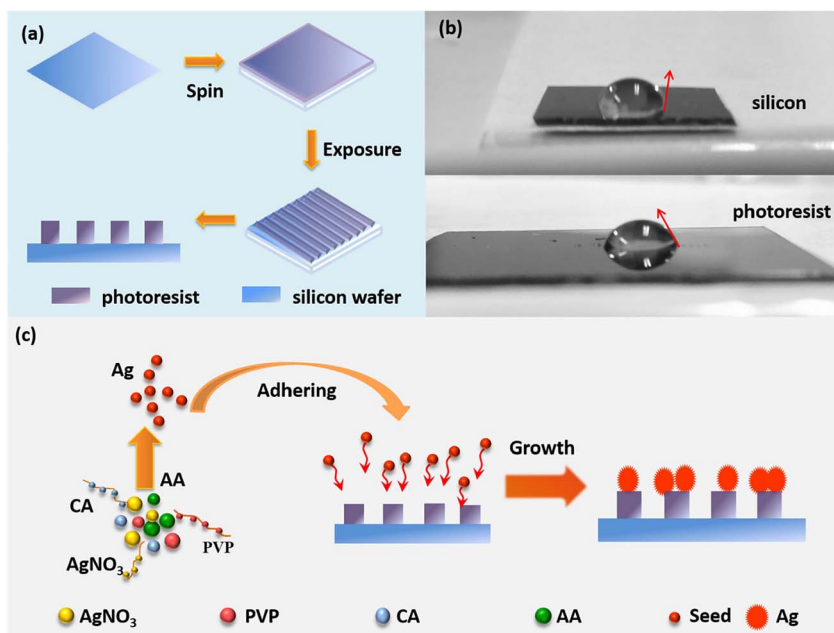 (a)
Spin
Exposure
photoresist
silicon wafer
(b)
silicon
photoresist
(c)
Ag
Adhering
Growth
AA
CA
PVP
AgNO₃
AgNO₃
PVP
CA
AA
Seed
Ag